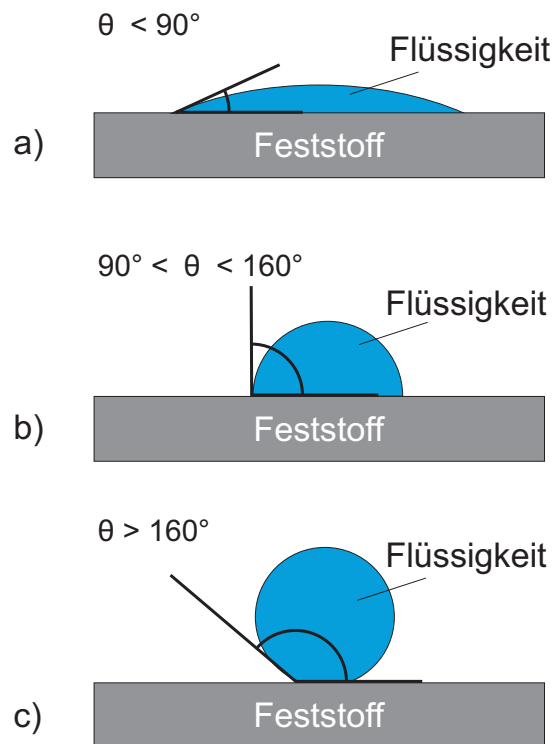 θ < 90°
Flüssigkeit
a)
Feststoff
90° < θ < 160°
Flüssigkeit
b)
Feststoff
θ > 160°
Flüssigkeit
c)
Feststoff